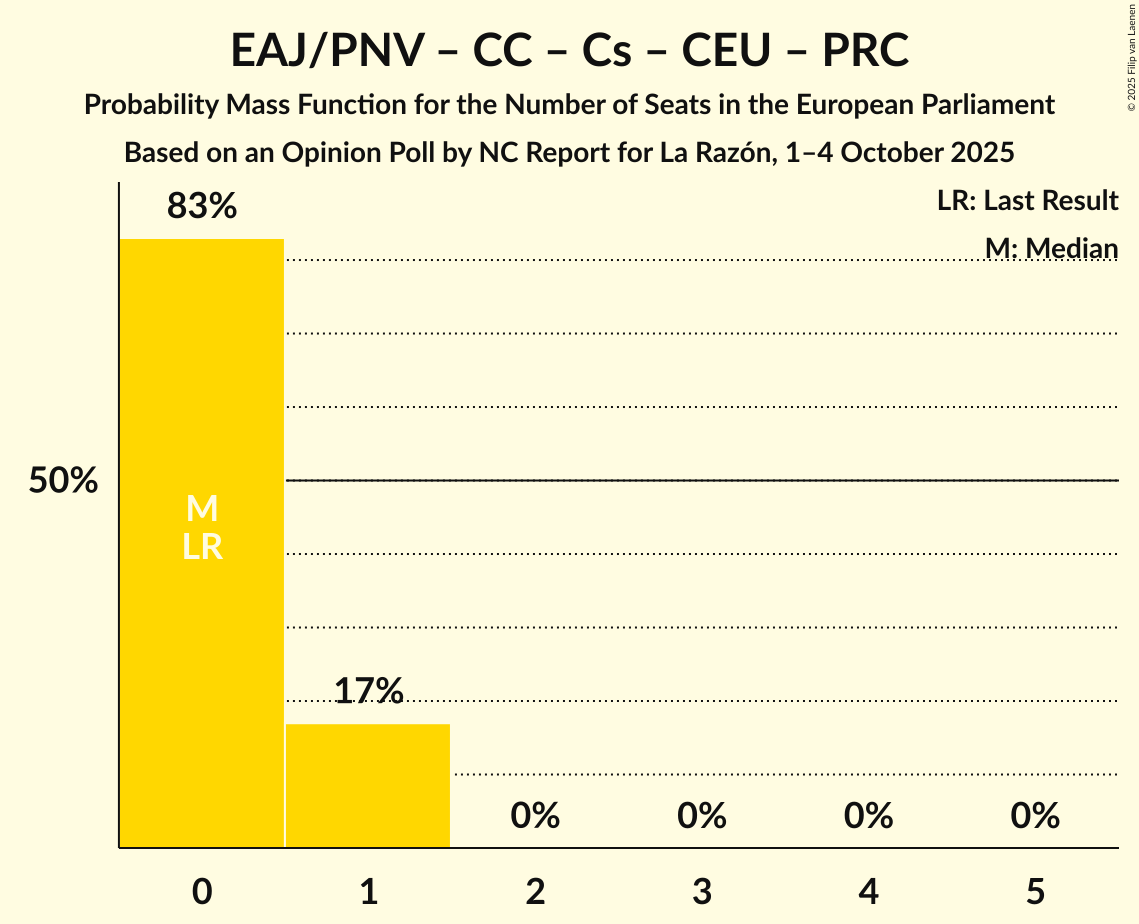 EAJ/PNV – CC – Cs – CEU – PRC
Probability Mass Function for the Number of Seats in the European Parliament
Based on an Opinion Poll by NC Report for La Razón, 1–4 October 2025
© 2025 Filip van Laenen
LR: Last Result
M: Median
83%
50%
M
LR
17%
0% 0% 0% 0%
0 1 2 3 4 5